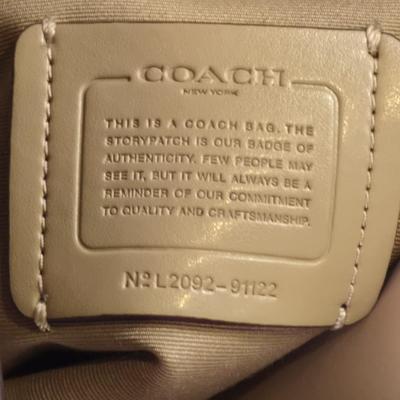 COACH
NEW YORK
THIS IS A COACH BAG. THE
STORYPATCH IS OUR BADGE OF
AUTHENTICITY. FEW PEOPLE MAY
SEE IT, BUT IT WILL ALWAYS BE A
REMINDER OF OUR COMMITMENT
TO QUALITY AND CRAFTSMANSHIP.
Nº L2092-91122